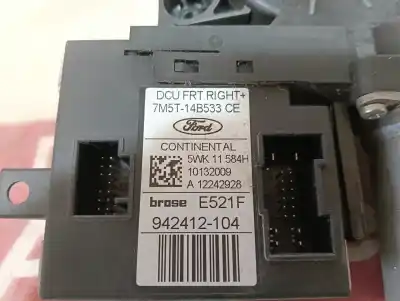 DCU FRT RIGHT+
7M5T-14B533 CE
Ford
CONTINENTAL
5WK 11 584H
10132009
A 12242928
brose E521F
942412-104